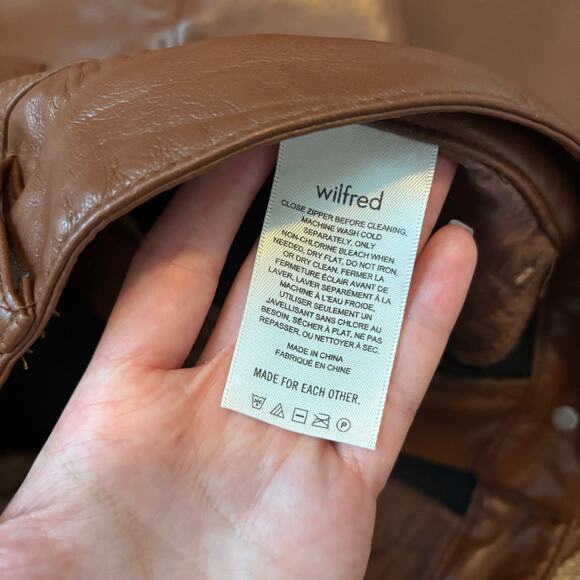 wilfred
CLOSE ZIPPER BEFORE CLEANING.
MACHINE WASH COLD
SEPARATELY, ONLY
NON-CHLORINE BLEACH WHEN
NEEDED, DRY FLAT, DO NOT IRON,
OR DRY CLEAN. FERMER LA
FERMETURE ÉCLAIR AVANT DE
LAVER, LAVER SÉPARÉMENT À LA
MACHINE À L'EAU FROIDE,
UTILISER SEULEMENT UN
JAVELLISANT SANS CHLORE AU
BESOIN, SÉCHER À PLAT, NE PAS
REPASSER, OU NETTOYER À SEC.
MADE IN CHINA
FABRIQUÉ EN CHINE
MADE FOR EACH OTHER.
P